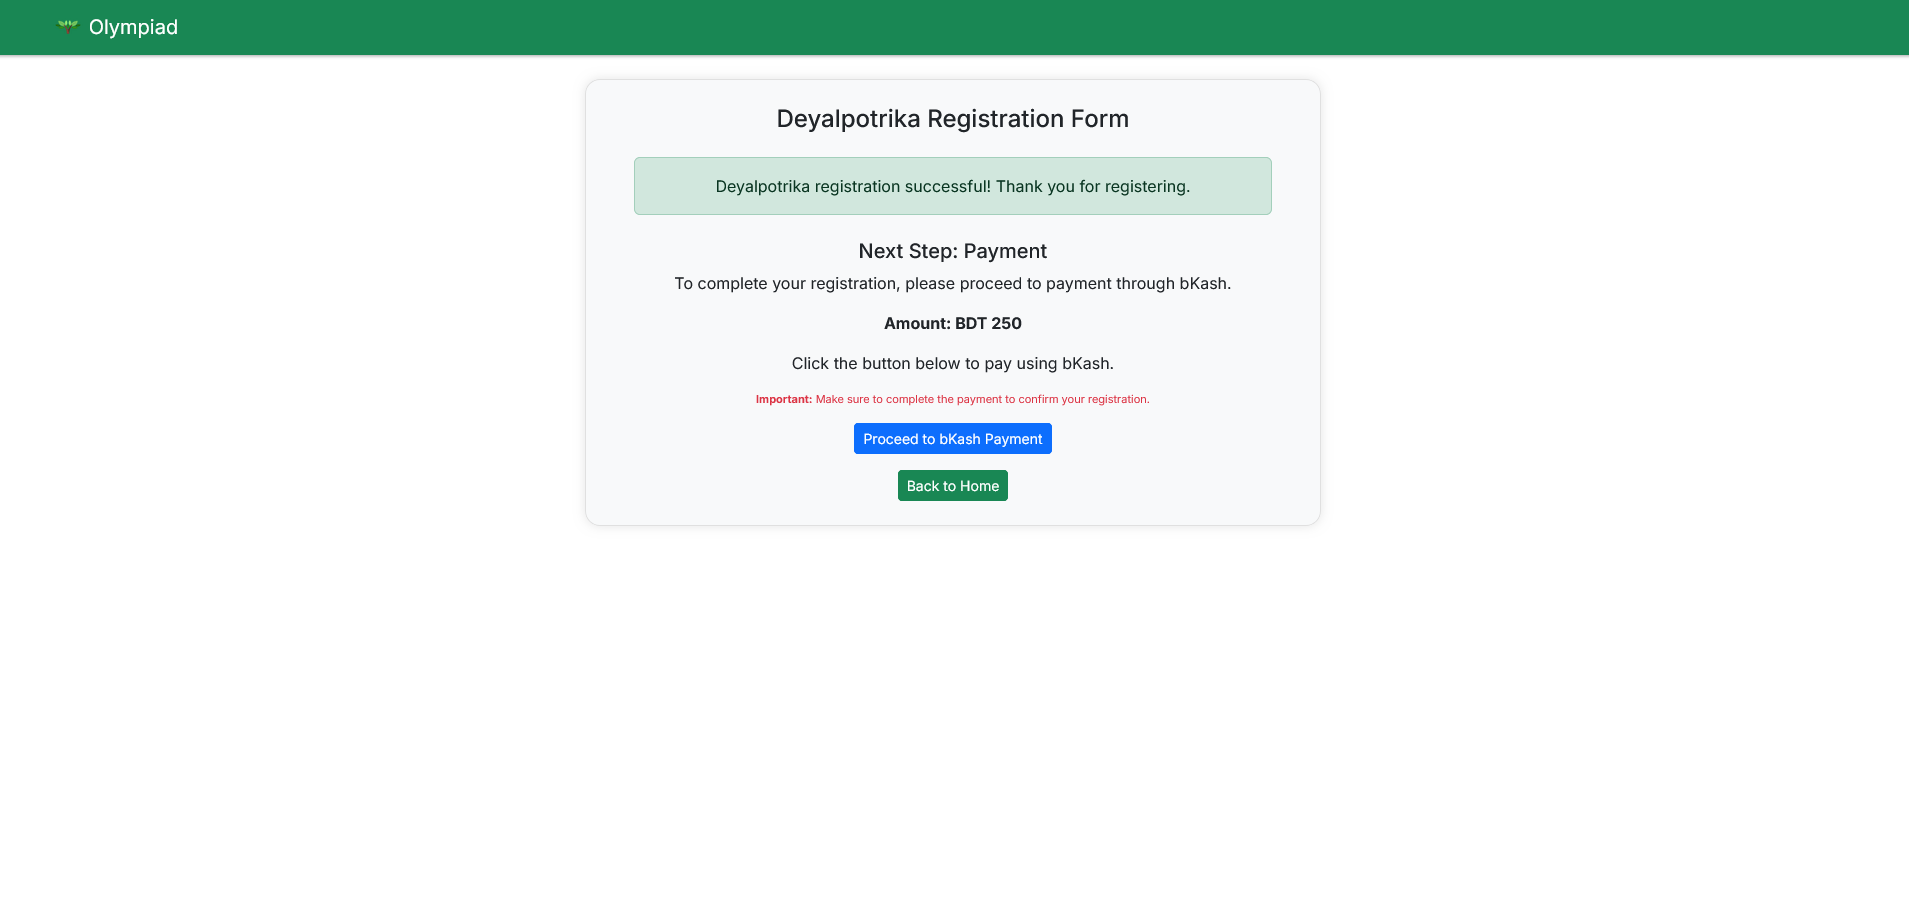 Olympiad
Deyalpotrika Registration Form
Deyalpotrika registration successful! Thank you for registering.
Next Step: Payment
To complete your registration, please proceed to payment through bKash.
Amount: BDT 250
Click the button below to pay using bKash.
Important: Make sure to complete the payment to confirm your registration.
Proceed to bKash Payment
Back to Home